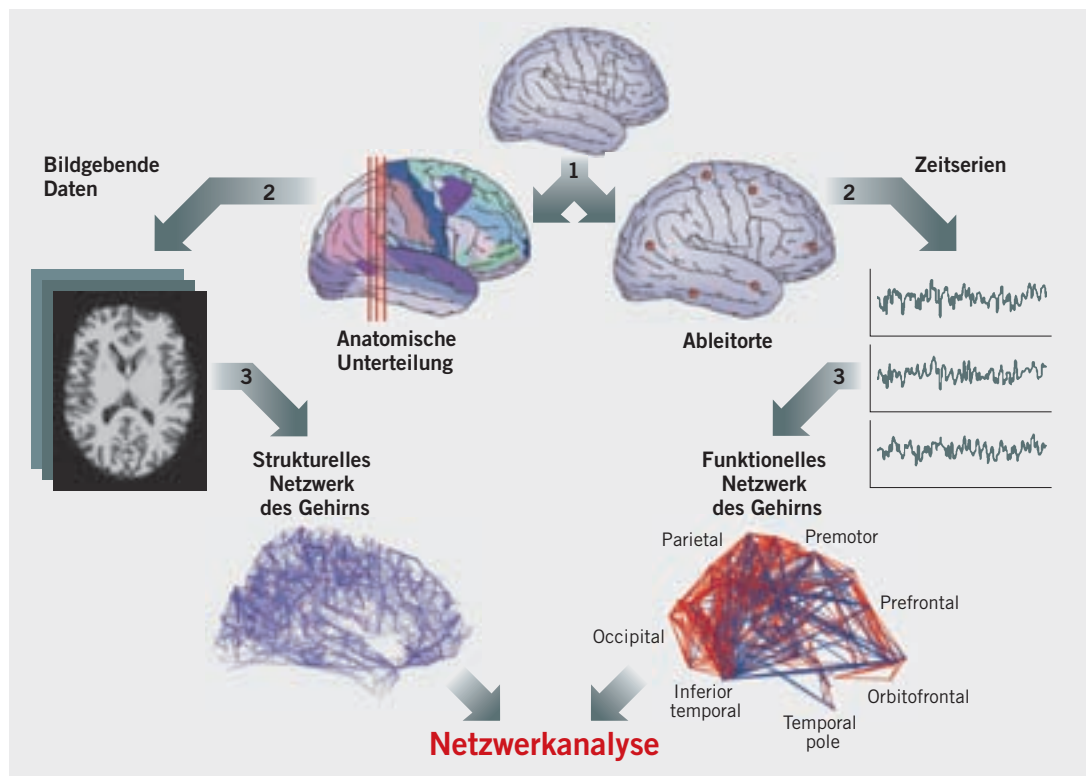 1
Bildgebende
Daten
2
Zeitserien
2
Anatomische
Unterteilung
Ableitorte
3
3
Strukturelles
Netzwerk
des Gehirns
Funktionelles
Netzwerk
des Gehirns
Parietal
Premotor
Prefrontal
Occipital
Inferior
temporal
Orbitofrontal
Temporal
pole
Netzwerkanalyse